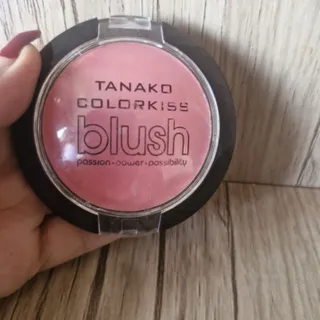 TANAKO
COLORKISS
blush
passion • power • possibility